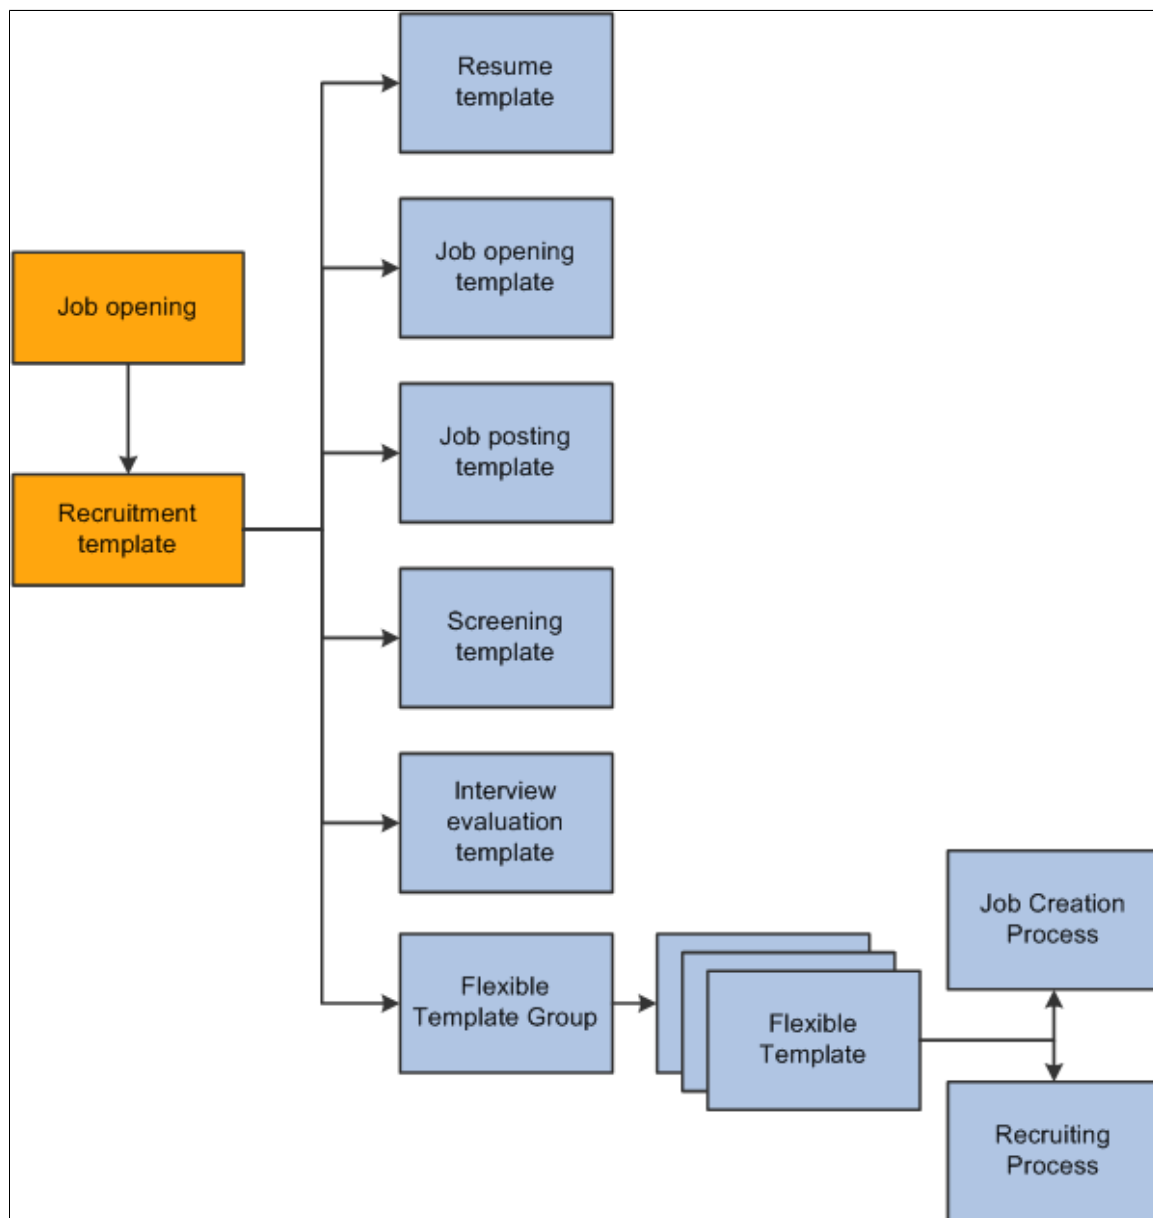 Resume
template
Job opening
template
Job opening
Job posting
template
Recruitment
template
Screening
template
Interview
evaluation
template
Job Creation
Process
Flexible
Template Group
Flexible
Template
Recruiting
Process